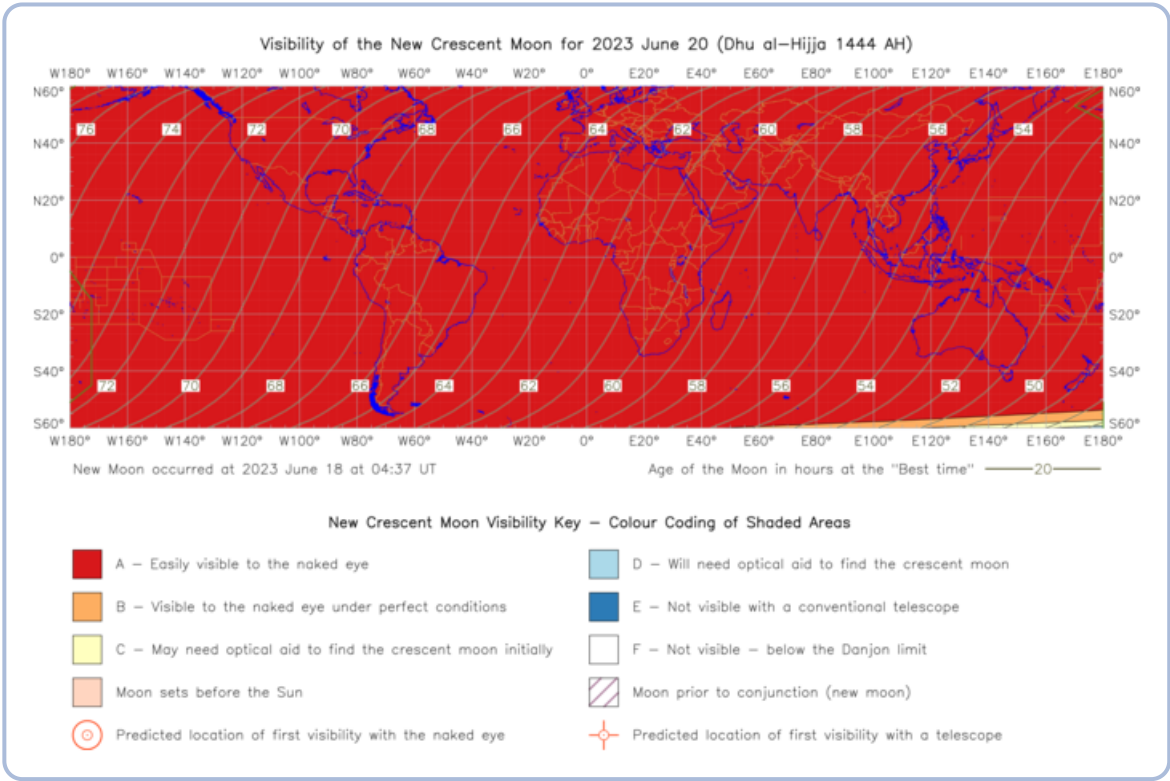 Visibility of the New Crescent Moon for 2023 June 20 (Dhu al-Hijja 1444 AH)
W180° W160° W140° W120° W100° W80° W60° W40° W20° 0° E20° E40° E60° E80° E100° E120° E140° E160° E180°
N60° N60°
76 74 72 70 68 66 64 62 60 58 56 54
N40° N40°
N20° N20°
0° 0°
S20° S20°
S40° S40°
72 70 68 66 64 62 60 58 56 54 52 50
S60° S60°
W180° W160° W140° W120° W100° W80° W60° W40° W20° 0° E20° E40° E60° E80° E100° E120° E140° E160° E180°
New Moon occurred at 2023 June 18 at 04:37 UT
Age of the Moon in hours at the "Best time" 20
New Crescent Moon Visibility Key – Colour Coding of Shaded Areas
A – Easily visible to the naked eye
D – Will need optical aid to find the crescent moon
B – Visible to the naked eye under perfect conditions
E – Not visible with a conventional telescope
C – May need optical aid to find the crescent moon initially
F – Not visible – below the Danjon limit
Moon sets before the Sun
Moon prior to conjunction (new moon)
Predicted location of first visibility with the naked eye
Predicted location of first visibility with a telescope